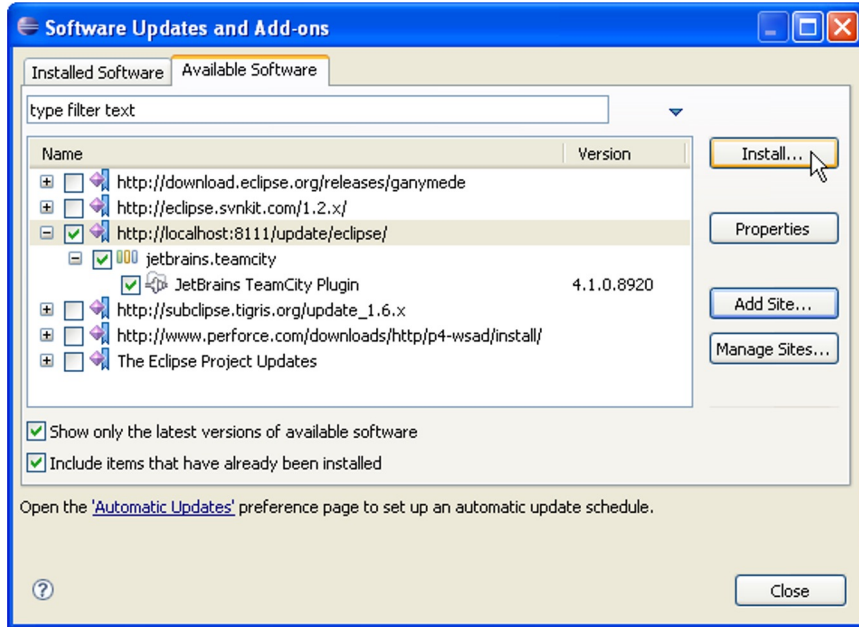 Software Updates and Add-ons
Installed Software
Available Software
type filter text
Name
Version
Install...
http://download.eclipse.org/releases/ganymede
http://eclipse.svnkit.com/1.2.x/
http://localhost:8111/update/eclipse/
Properties
jetbrains.teamcity
JetBrains TeamCity Plugin
4.1.0.8920
http://subclipse.tigris.org/update_1.6.x
Add Site...
http://www.perforce.com/downloads/http/p4-wsad/install/
Manage Sites...
The Eclipse Project Updates
Show only the latest versions of available software
Include items that have already been installed
Open the 'Automatic Updates' preference page to set up an automatic update schedule.
?
Close